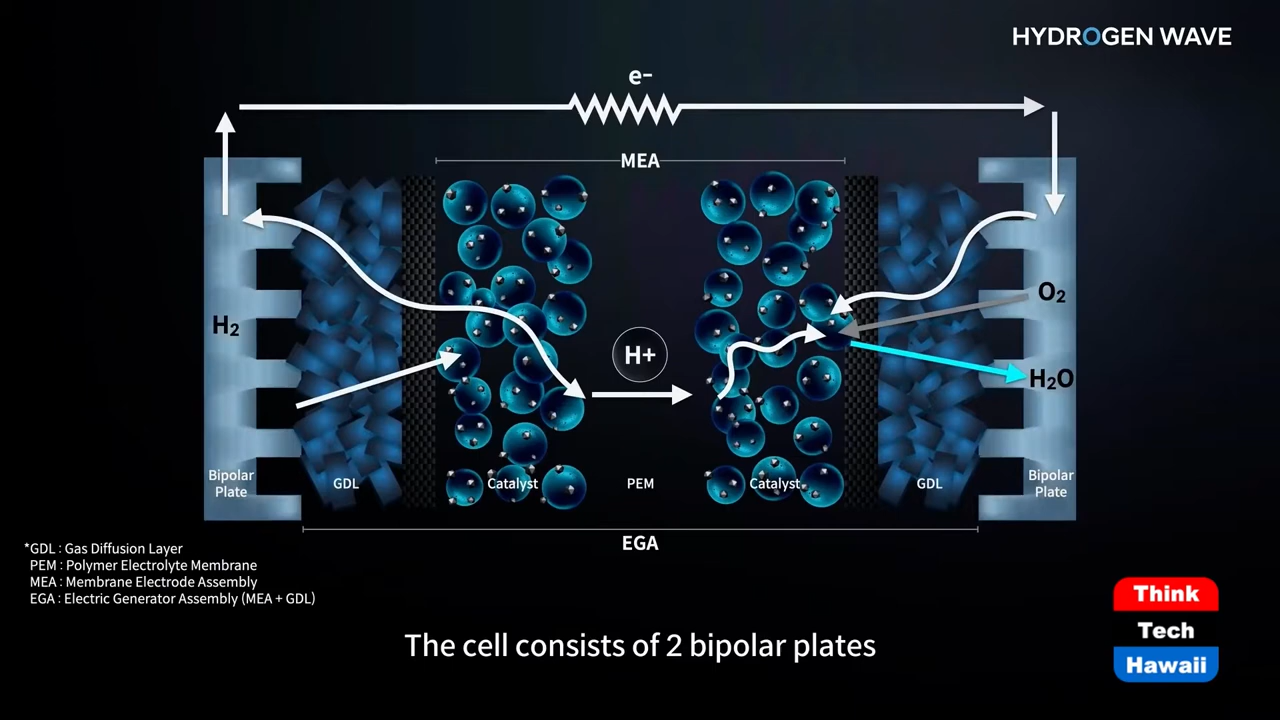 HYDROGEN WAVE
e−
MEA
H2
H+
O2
H2O
Bipolar
Plate
GDL
Catalyst
PEM
Catalyst
GDL
Bipolar
Plate
EGA
*GDL : Gas Diffusion Layer
PEM : Polymer Electrolyte Membrane
MEA : Membrane Electrode Assembly
EGA : Electric Generator Assembly (MEA + GDL)
The cell consists of 2 bipolar plates
Think
Tech
Hawaii